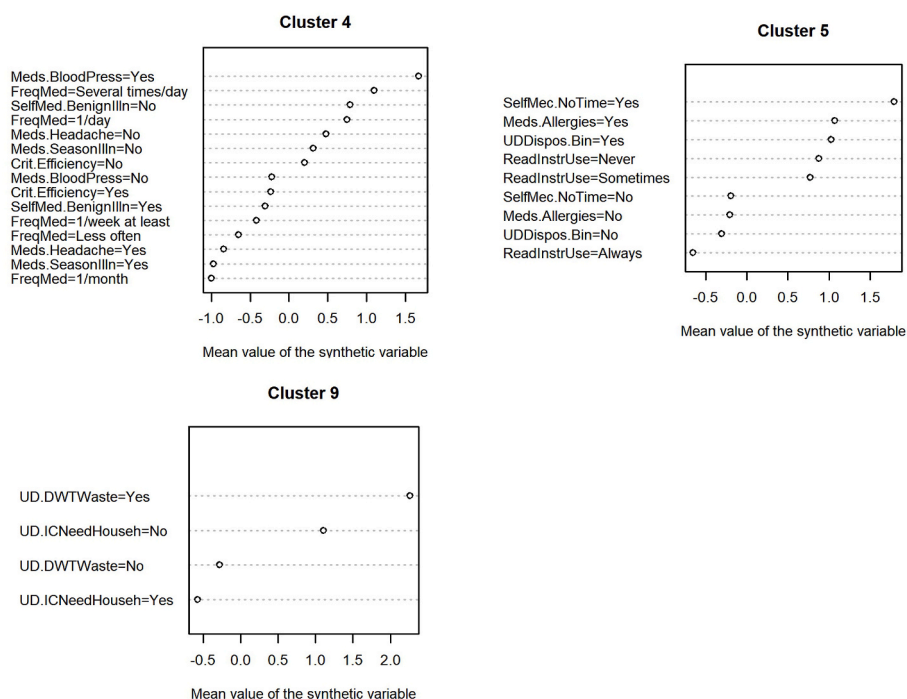 Cluster 4
Meds.BloodPress=Yes
FreqMed=Several times/day
SelfMed.BenignIlln=No
FreqMed=1/day
Meds.Headache=No
Meds.SeasonIlln=No
Crit.Efficiency=No
Meds.BloodPress=No
Crit.Efficiency=Yes
SelfMed.BenignIlln=Yes
FreqMed=1/week at least
FreqMed=Less often
Meds.Headache=Yes
Meds.SeasonIlln=Yes
FreqMed=1/month
-1.0 -0.5 0.0 0.5 1.0 1.5
Mean value of the synthetic variable
Cluster 5
SelfMec.NoTime=Yes
Meds.Allergies=Yes
UDDispos.Bin=Yes
ReadInstrUse=Never
ReadInstrUse=Sometimes
SelfMec.NoTime=No
Meds.Allergies=No
UDDispos.Bin=No
ReadInstrUse=Always
-0.5 0.0 0.5 1.0 1.5
Mean value of the synthetic variable
Cluster 9
UD.DWTWaste=Yes
UD.ICNeedHouseh=No
UD.DWTWaste=No
UD.ICNeedHouseh=Yes
-0.5 0.0 0.5 1.0 1.5 2.0
Mean value of the synthetic variable